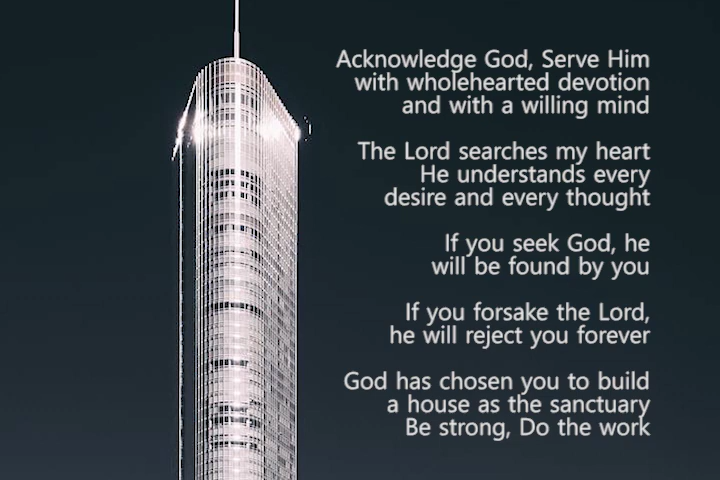 Acknowledge God, Serve Him
with wholehearted devotion
and with a willing mind
The Lord searches my heart
He understands every
desire and every thought
If you seek God, he
will be found by you
If you forsake the Lord,
he will reject you forever
God has chosen you to build
a house as the sanctuary
Be strong, Do the work